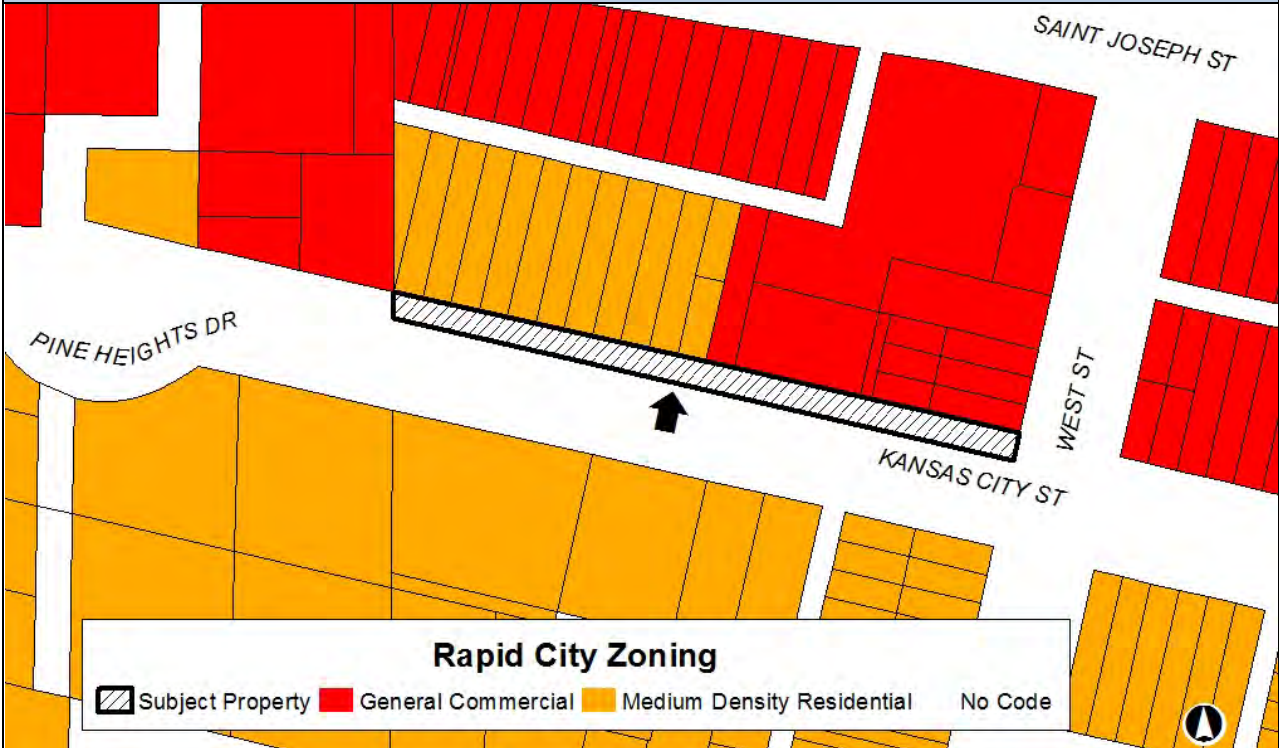 SAINT JOSEPH ST
PINE HEIGHTS DR
WEST ST
KANSAS CITY ST
Rapid City Zoning
Subject Property General Commercial Medium Density Residential No Code